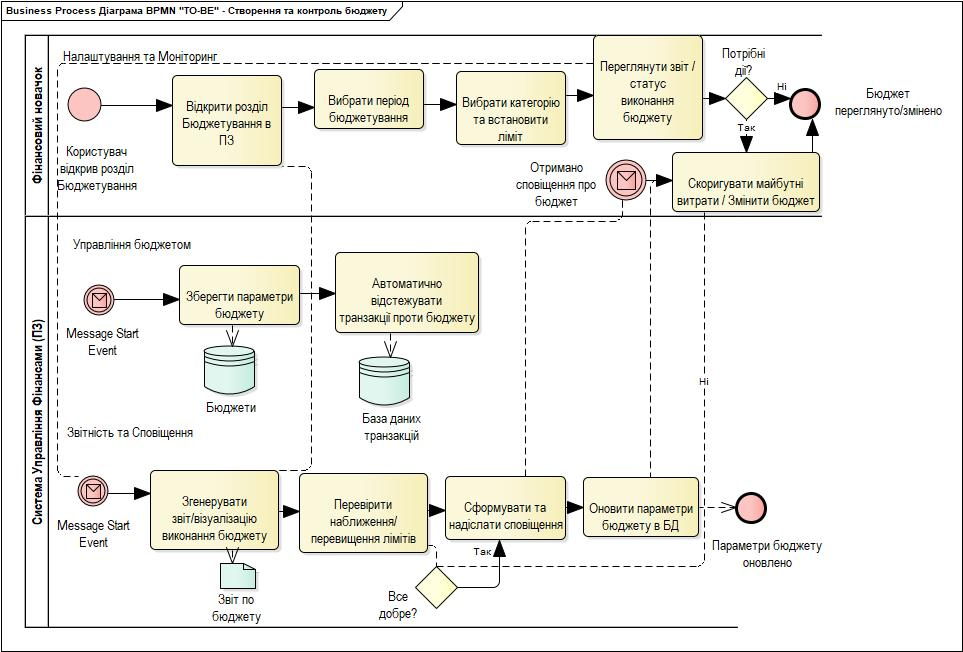 Business Process Діаграма BPMN "TO-BE" - Створення та контроль бюджету
Фінансовий новачок
Налаштування та Моніторинг
Користувач
відкрив розділ
Бюджетування
Відкрити розділ
Бюджетування в
ПЗ
Вибрати період
бюджетування
Вибрати категорію
та встановити
ліміт
Переглянути звіт /
статус
виконання
бюджету
Потрібні
дії?
Ні
Так
Бюджет
переглянуто/змінено
Отримано
сповіщення про
бюджет
Скоригувати майбутні
витрати / Змінити бюджет
Система Управління Фінансами (ПЗ)
Управління бюджетом
Message Start
Event
Зберегти параметри
бюджету
Бюджети
Автоматично
відстежувати
транзакції проти бюджету
База даних
транзакцій
Ні
Звітність та Сповіщення
Message Start
Event
Згенерувати
звіт/візуалізацію
виконання бюджету
Звіт по
бюджету
Перевірити
наближення/
перевищення лімітів
Все
добре?
Так
Сформувати та
надіслати сповіщення
Оновити параметри
бюджету в БД
Параметри бюджету
оновлено